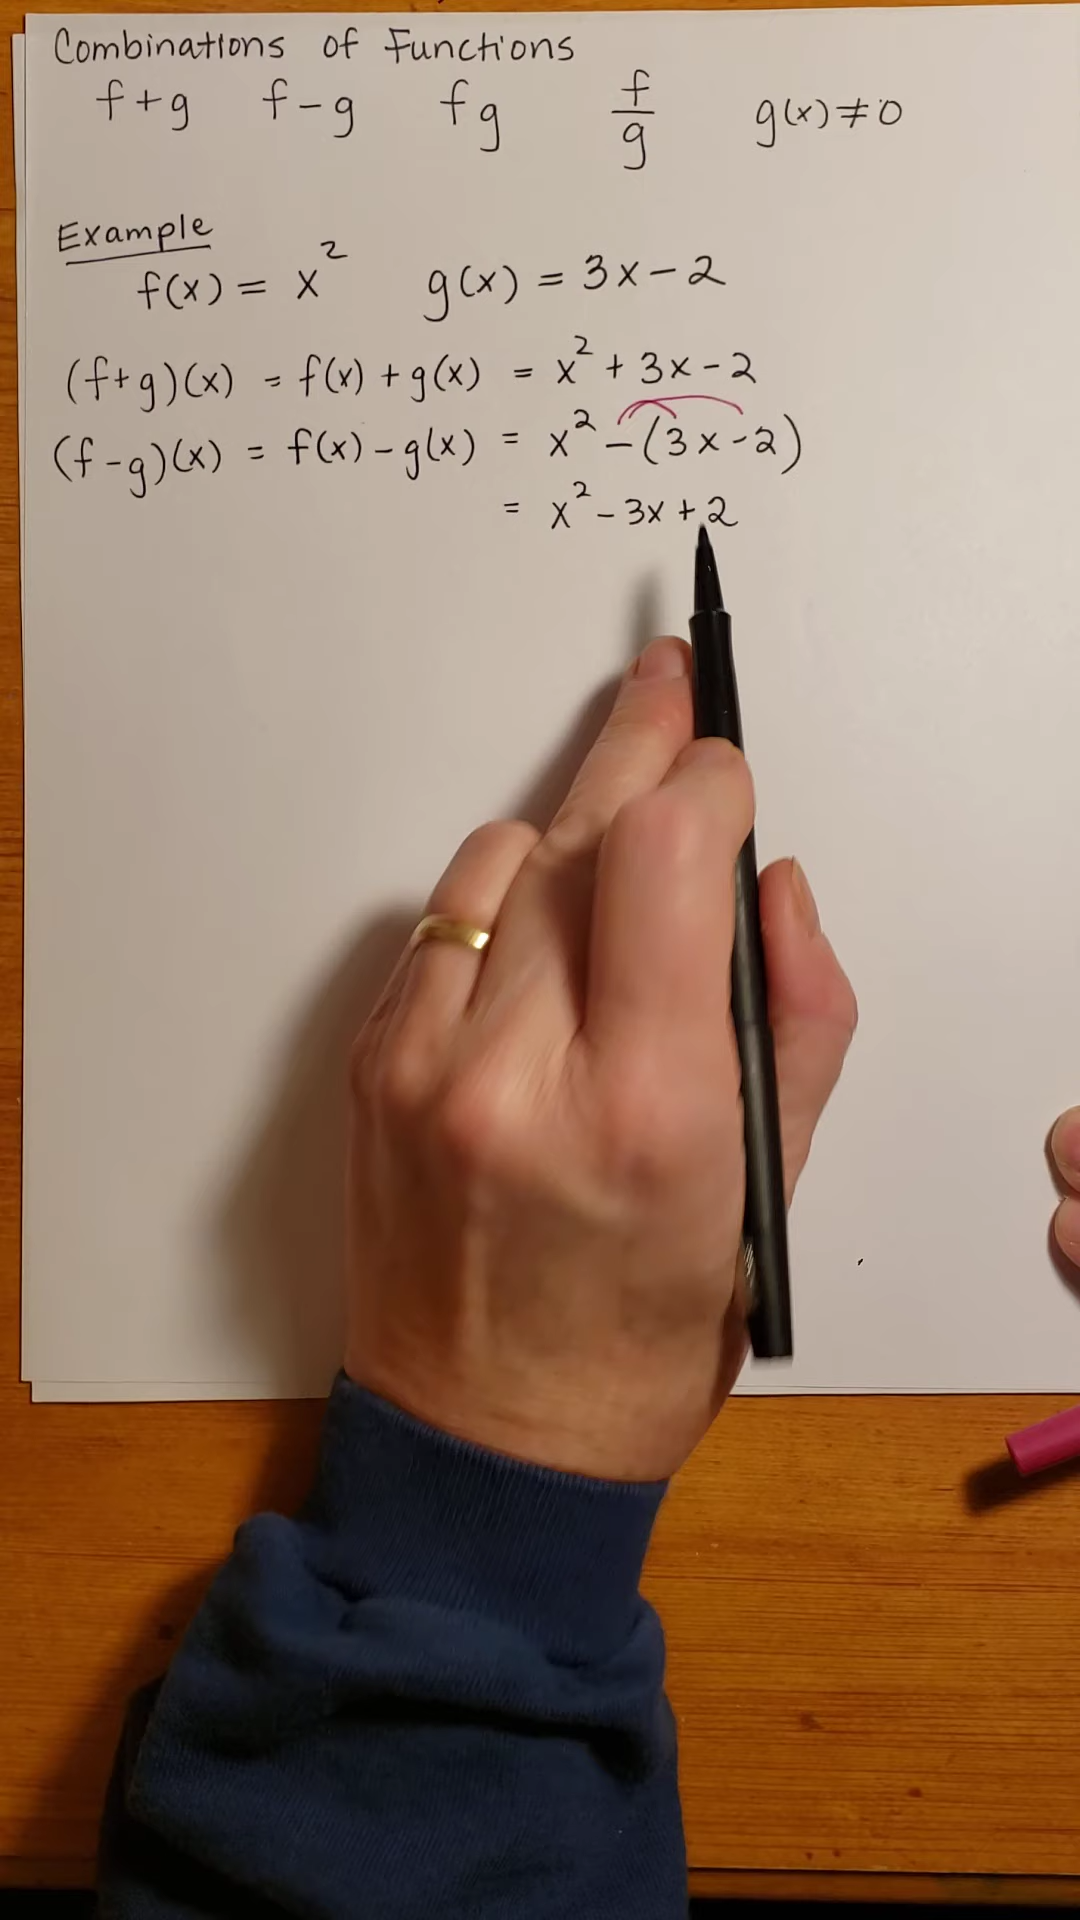 Combinations of Functions
f+g f-g fg f/g g(x)≠0
Example
f(x) = x² g(x) = 3x-2
(f+g)(x) = f(x)+g(x) = x²+3x-2
(f-g)(x) = f(x)-g(x) = x²-(3x-2)
= x²-3x+2